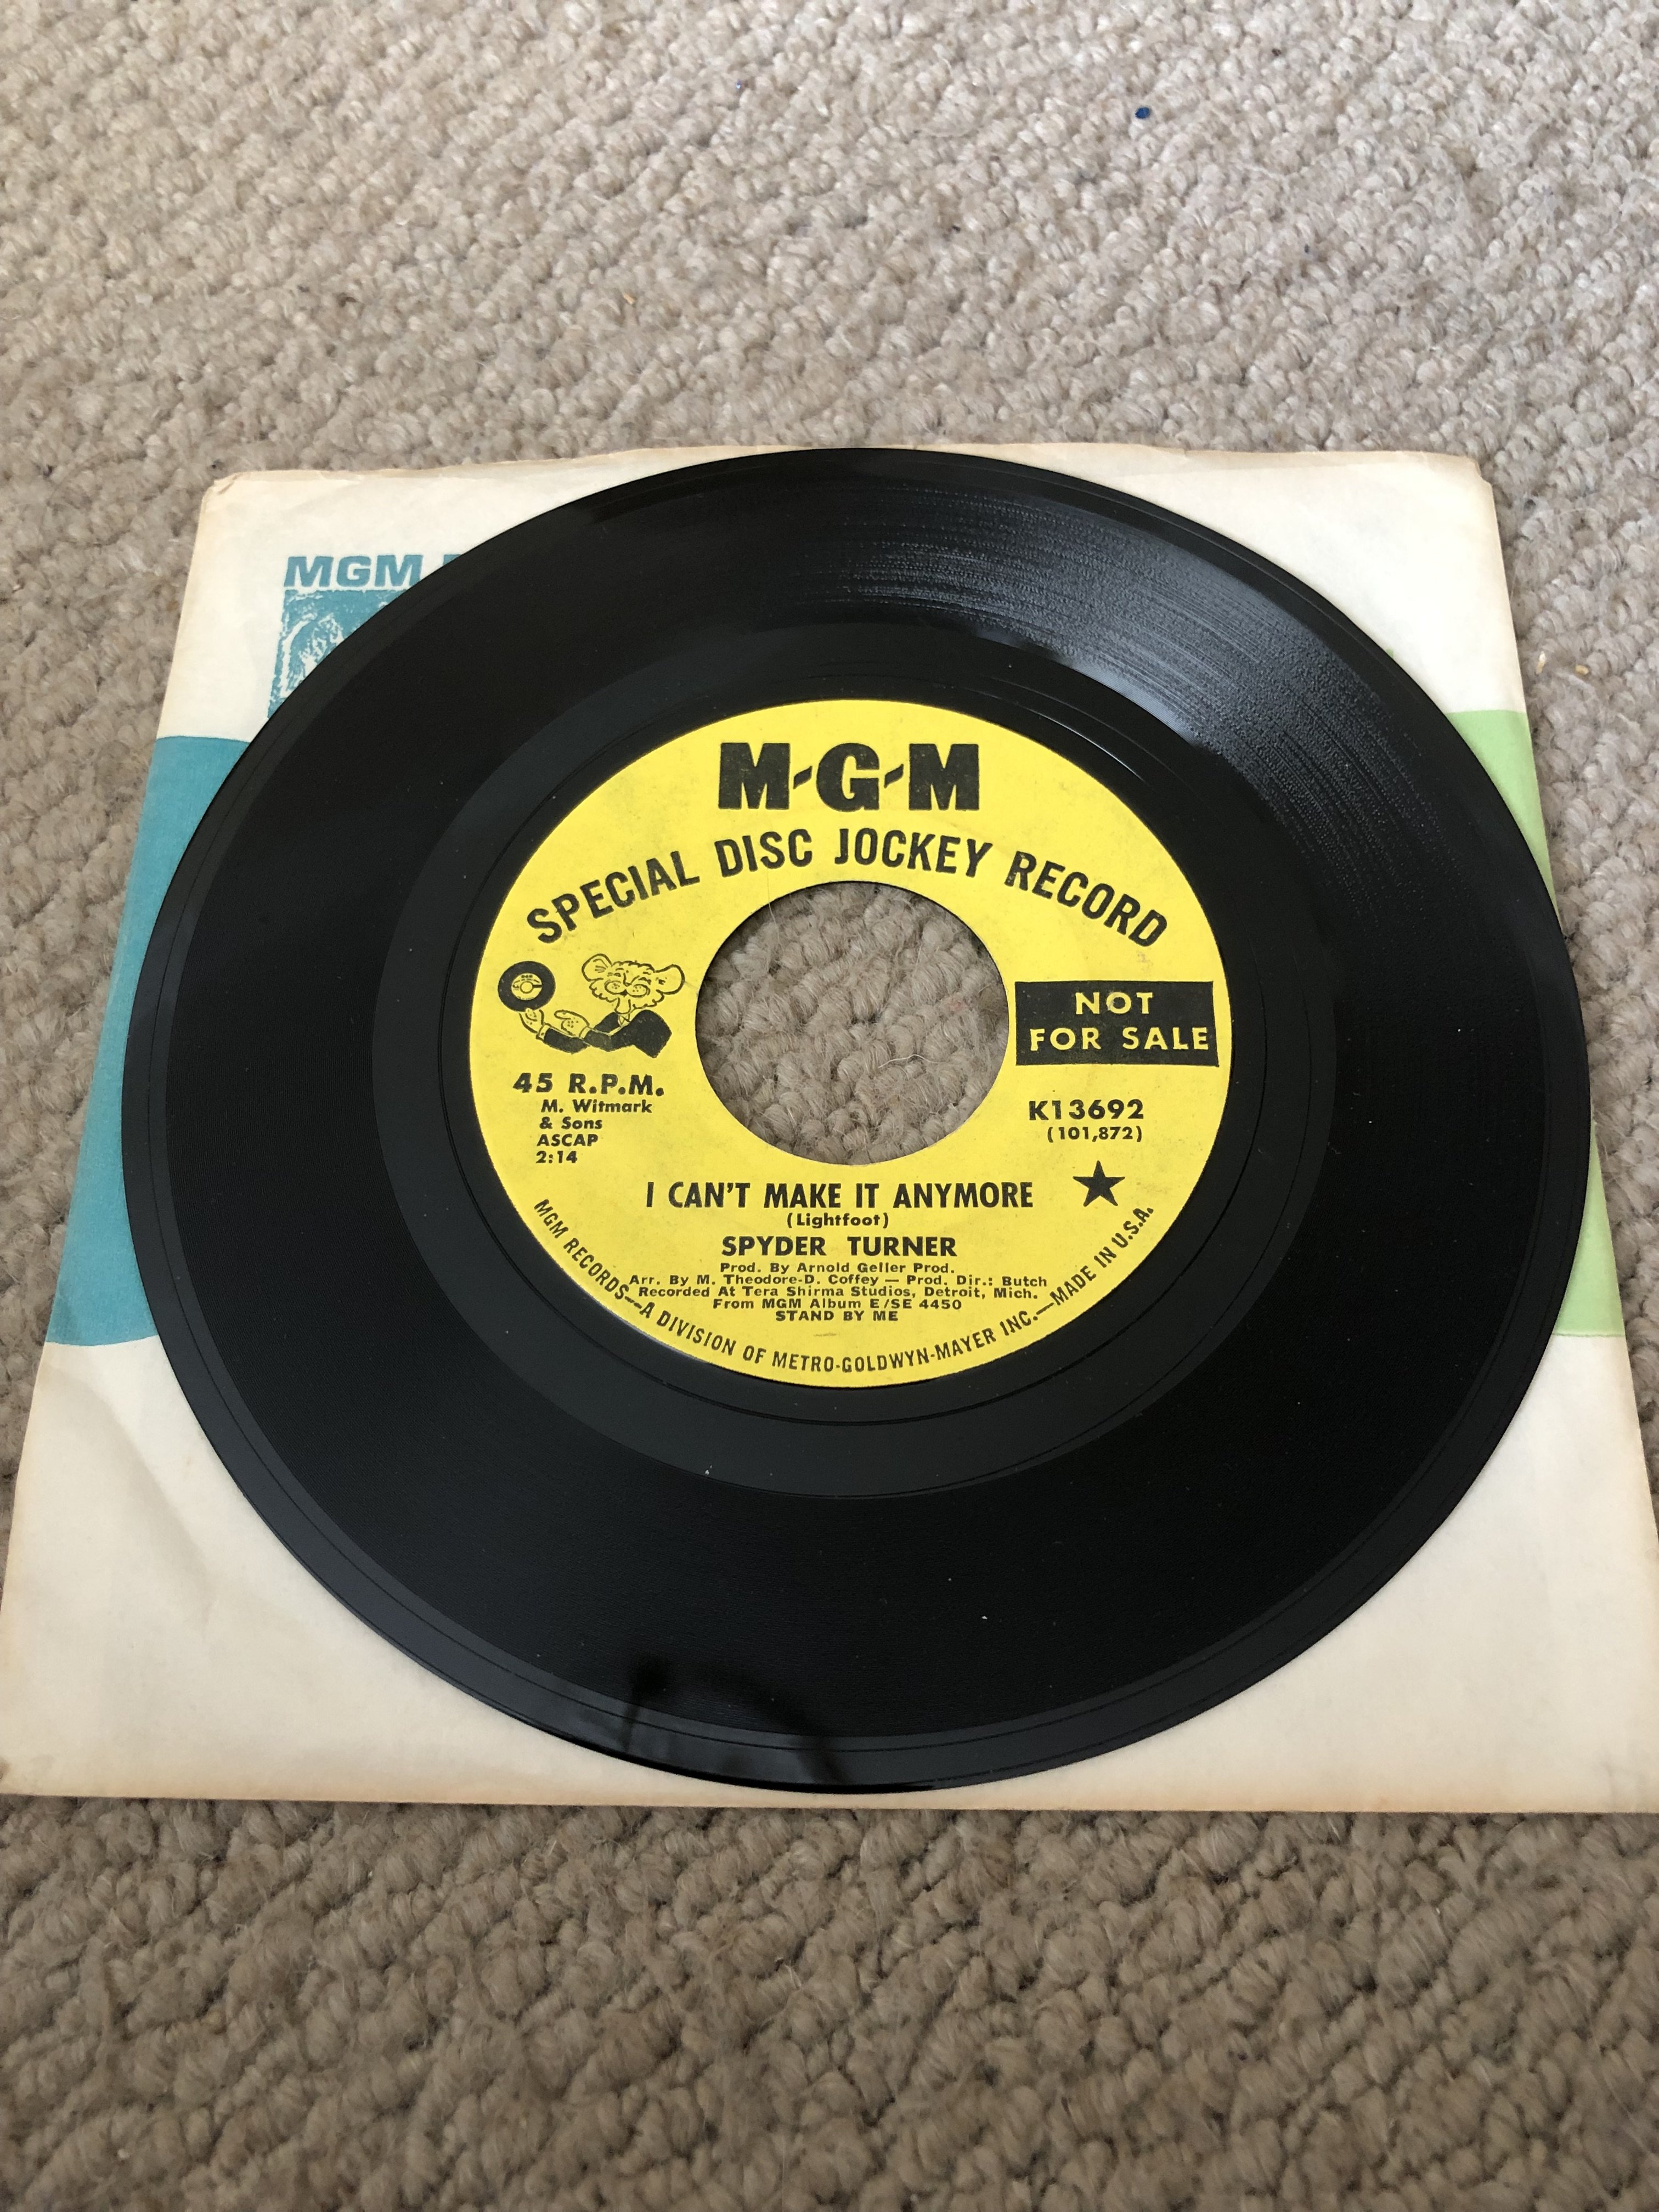 MGM
M-G-M
SPECIAL DISC JOCKEY RECORD
NOT
FOR SALE
45 R.P.M.
M. Witmark
& Sons
ASCAP
2:14
K13692
(101,872)
I CAN'T MAKE IT ANYMORE
(Lightfoot)
SPYDER TURNER
Prod. By Arnold Geller Prod.
Arr. By M. Theodore-D. Coffey — Prod. Dir.: Butch
Recorded At Tera Shirma Studios, Detroit, Mich.
From MGM Album E/SE 4450
STAND BY ME
MGM RECORDS—A DIVISION OF METRO-GOLDWYN-MAYER INC.—MADE IN U.S.A.